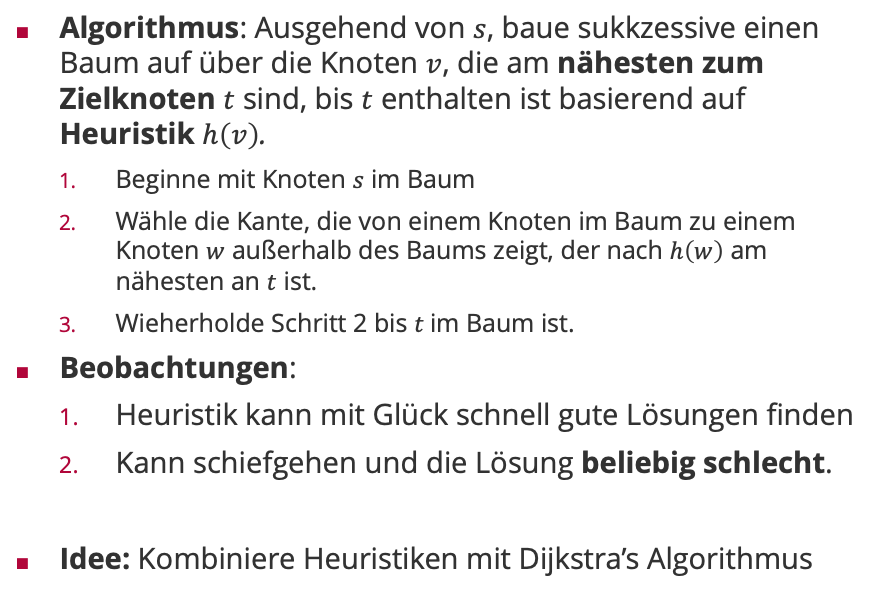 Algorithmus: Ausgehend von s, baue sukkzessive einen
Baum auf über die Knoten v, die am nähesten zum
Zielknoten t sind, bis t enthalten ist basierend auf
Heuristik h(v).
1. Beginne mit Knoten s im Baum
2. Wähle die Kante, die von einem Knoten im Baum zu einem
Knoten w außerhalb des Baums zeigt, der nach h(w) am
nähesten an t ist.
3. Wieherholde Schritt 2 bis t im Baum ist.
Beobachtungen:
1. Heuristik kann mit Glück schnell gute Lösungen finden
2. Kann schiefgehen und die Lösung beliebig schlecht.
Idee: Kombiniere Heuristiken mit Dijkstra’s Algorithmus